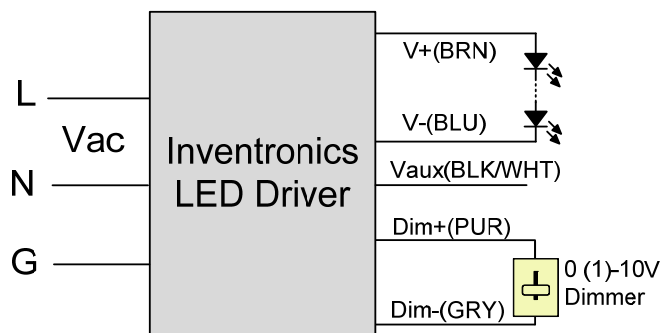 L
Vac
N
G
Inventronics
LED Driver
V+(BRN)
V-(BLU)
Vaux(BLK/WHT)
Dim+(PUR)
Dim-(GRY)
0 (1)-10V
Dimmer